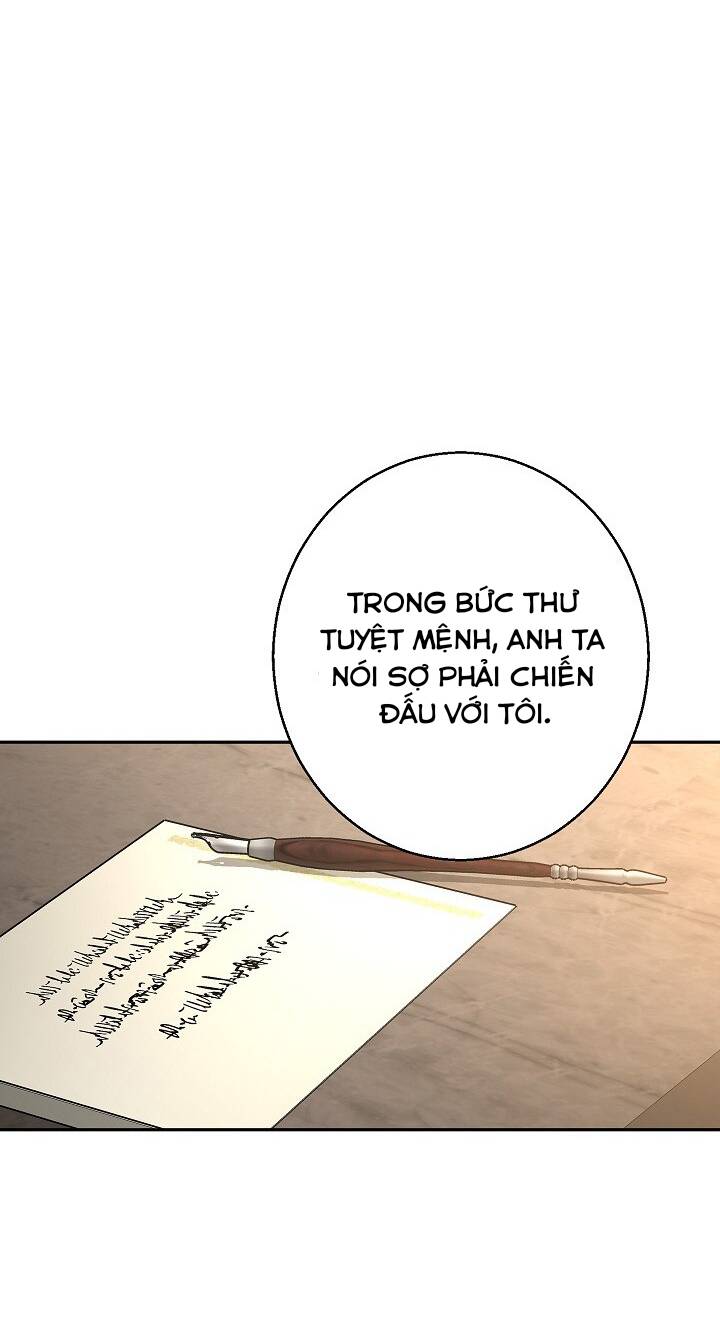 TRONG BỨC THƯ
TUYỆT MỆNH, ANH TA
NÓI SỢ PHẢI CHIẾN
ĐẤU VỚI TÔI.